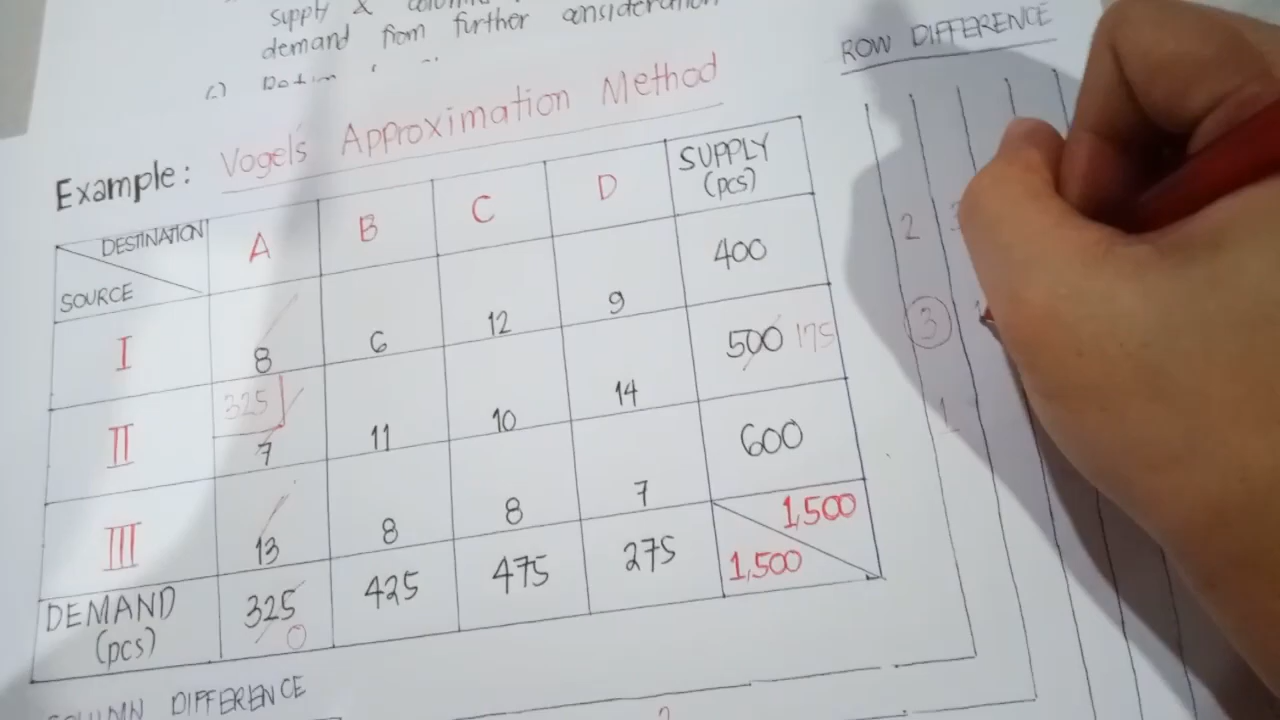 supply &
demand from further consideration
ROW DIFFERENCE
Example: Vogel's Approximation Method
DESTINATION A B C D SUPPLY (pcs)
SOURCE
I 8 6 12 9 400 2
II 325 7 11 10 14 500 175 3
III 13 8 8 7 600 1
DEMAND (pcs) 325 0 425 475 275 1,500 1,500
COLUMN DIFFERENCE